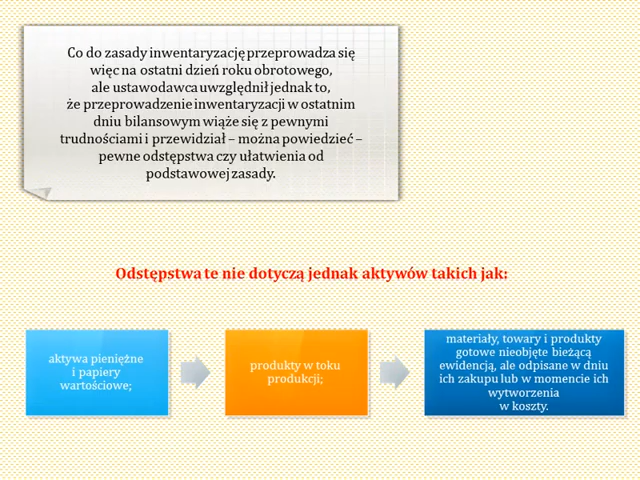 Co do zasady inwentaryzację przeprowadza się
więc na ostatni dzień roku obrotowego,
ale ustawodawca uwzględnił jednak to,
że przeprowadzenie inwentaryzacji w ostatnim
dniu bilansowym wiąże się z pewnymi
trudnościami i przewidział – można powiedzieć –
pewne odstępstwa czy ułatwienia od
podstawowej zasady.
Odstępstwa te nie dotyczą jednak aktywów takich jak:
aktywa pieniężne
i papiery
wartościowe;
produkty w toku
produkcji;
materiały, towary i produkty
gotowe nieobjęte bieżącą
ewidencją, ale odpisane w dniu
ich zakupu lub w momencie ich
wytworzenia
w koszty.